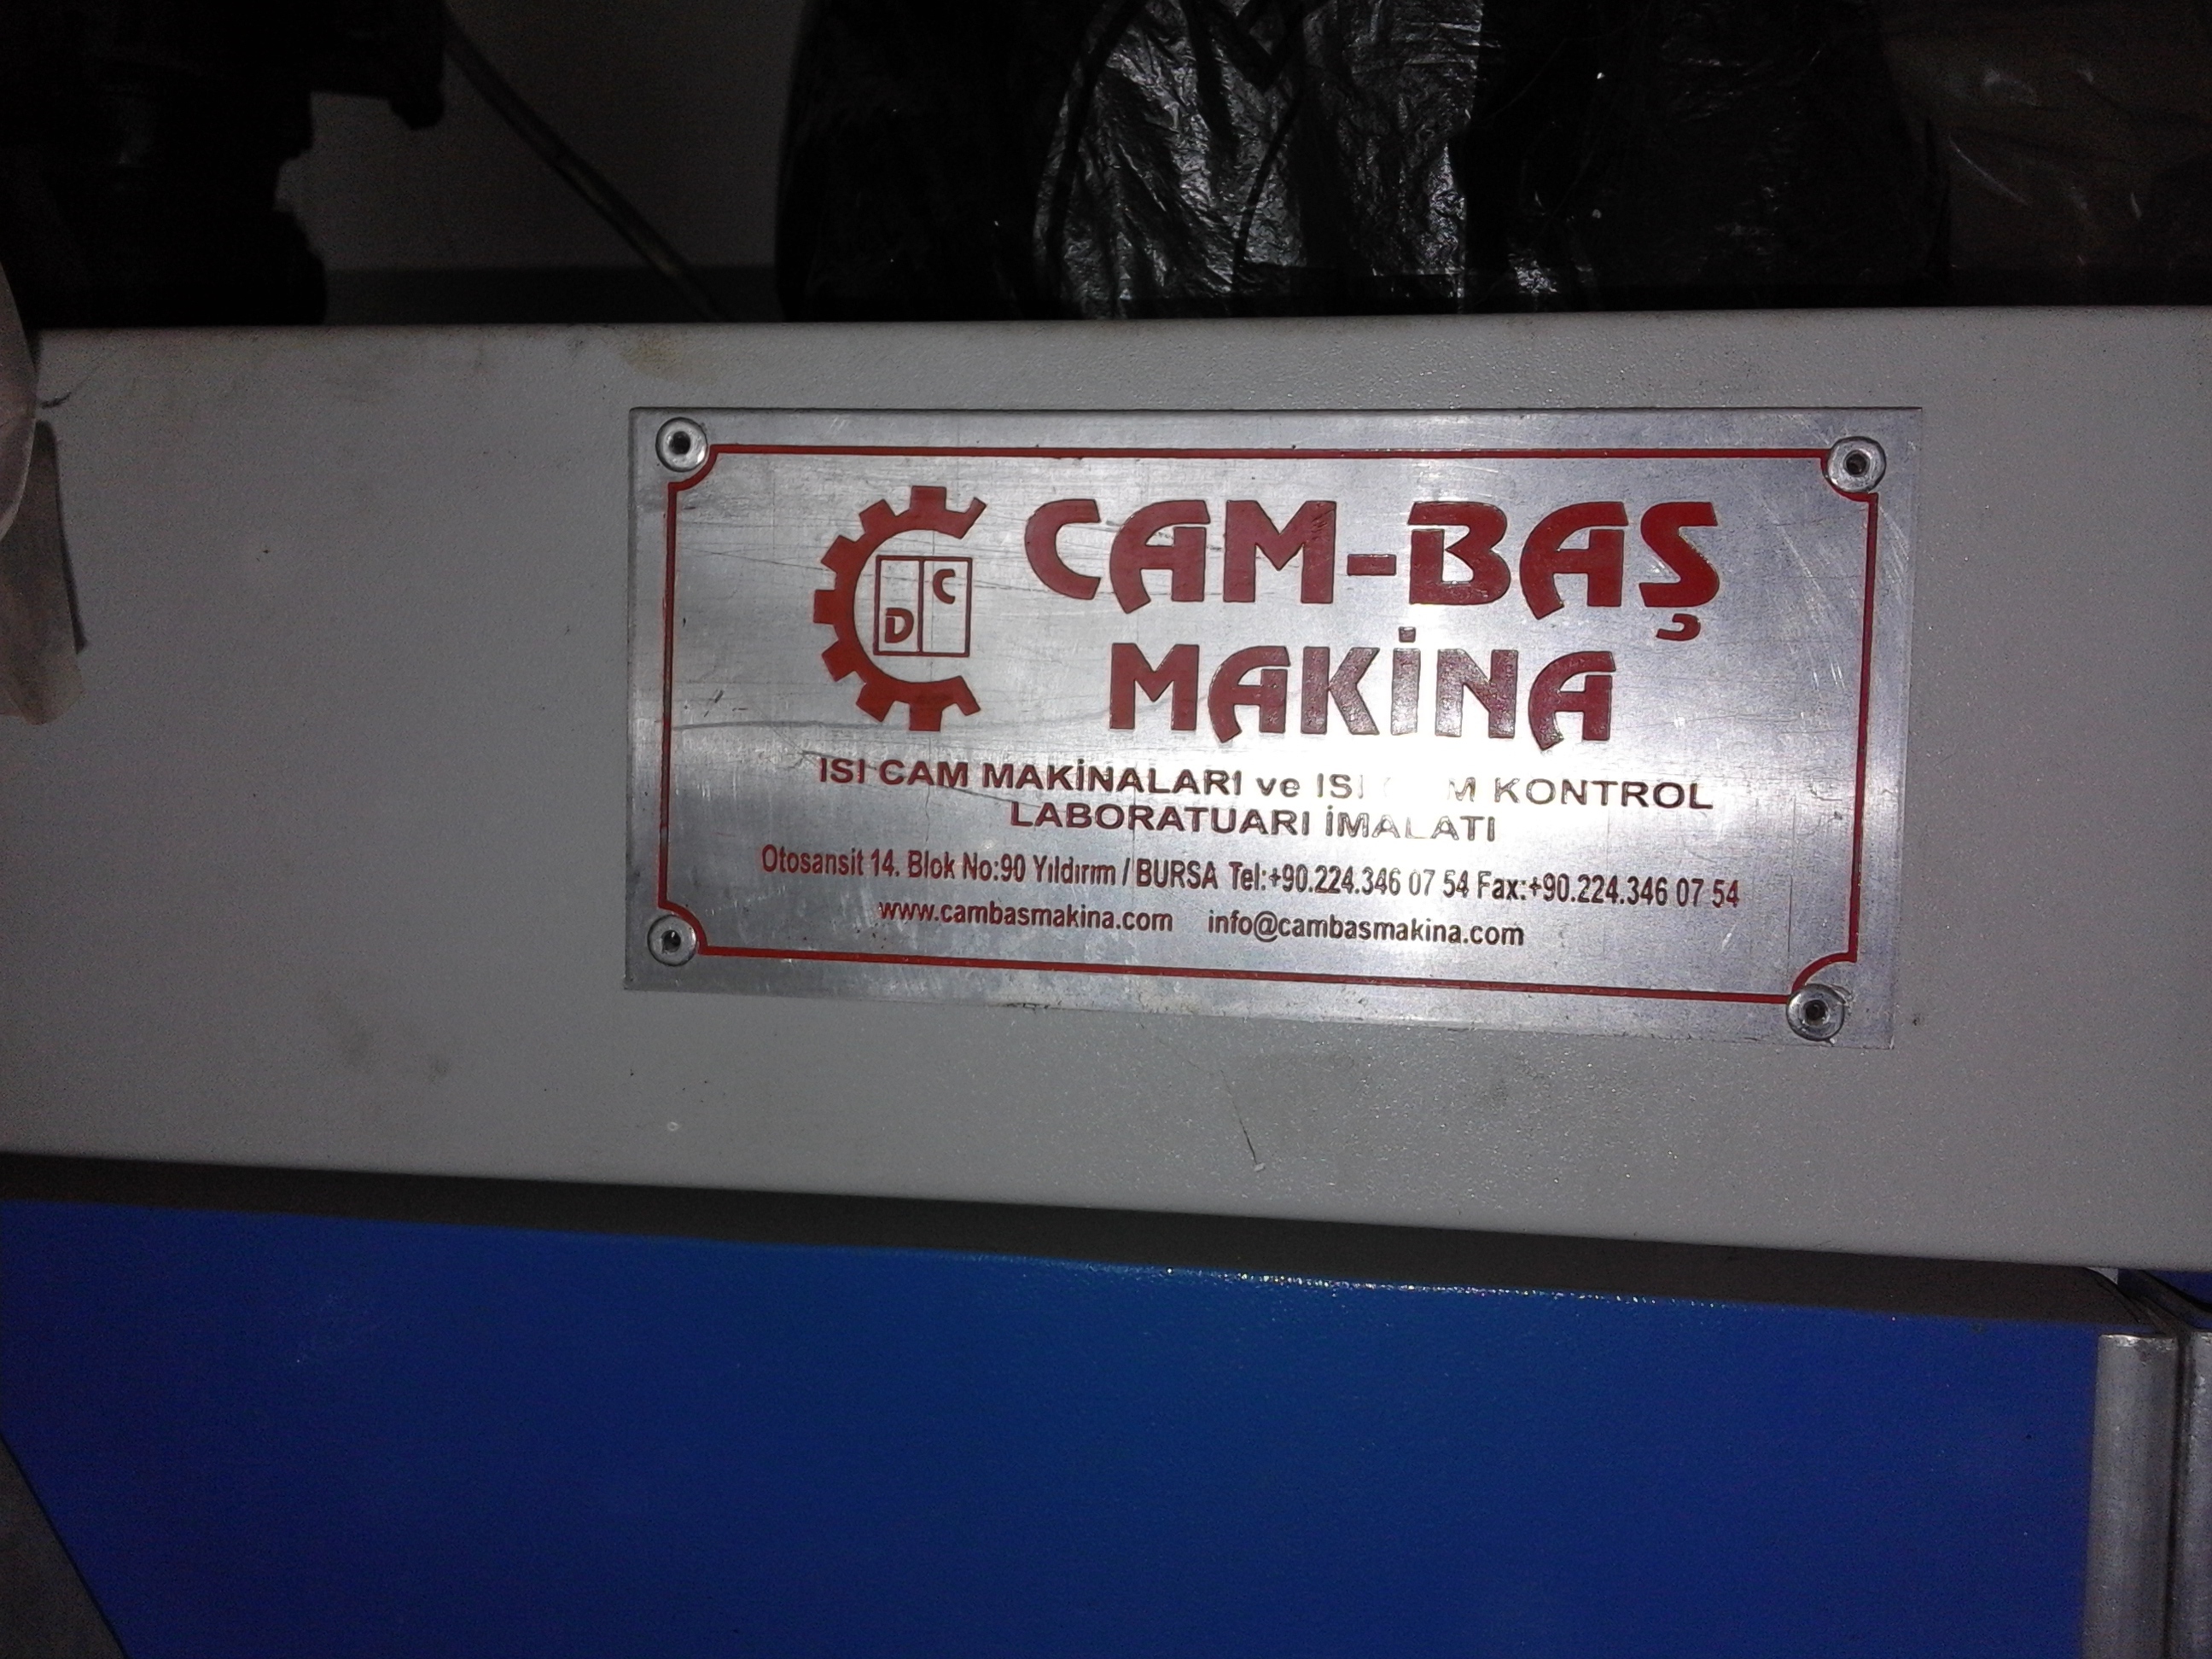 C
D
CAM-BAŞ
MAKİNA
ISI CAM MAKİNALARI ve ISI KONTROL
LABORATUARI İMALATI
Otosansit 14. Blok No:90 Yıldırım / BURSA Tel:+90.224.346 07 54 Fax:+90.224.346 07 54
www.cambasmakina.com info@cambasmakina.com